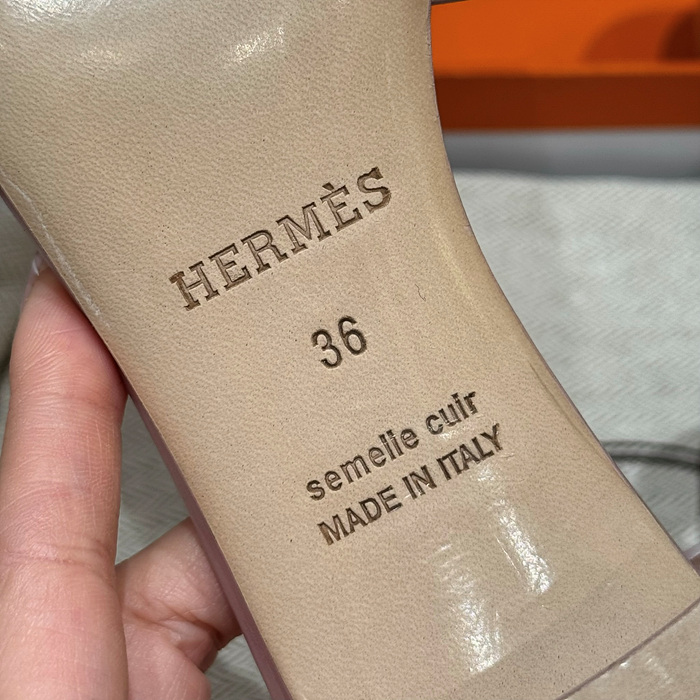 HERMÈS
36
semelle cuir
MADE IN ITALY